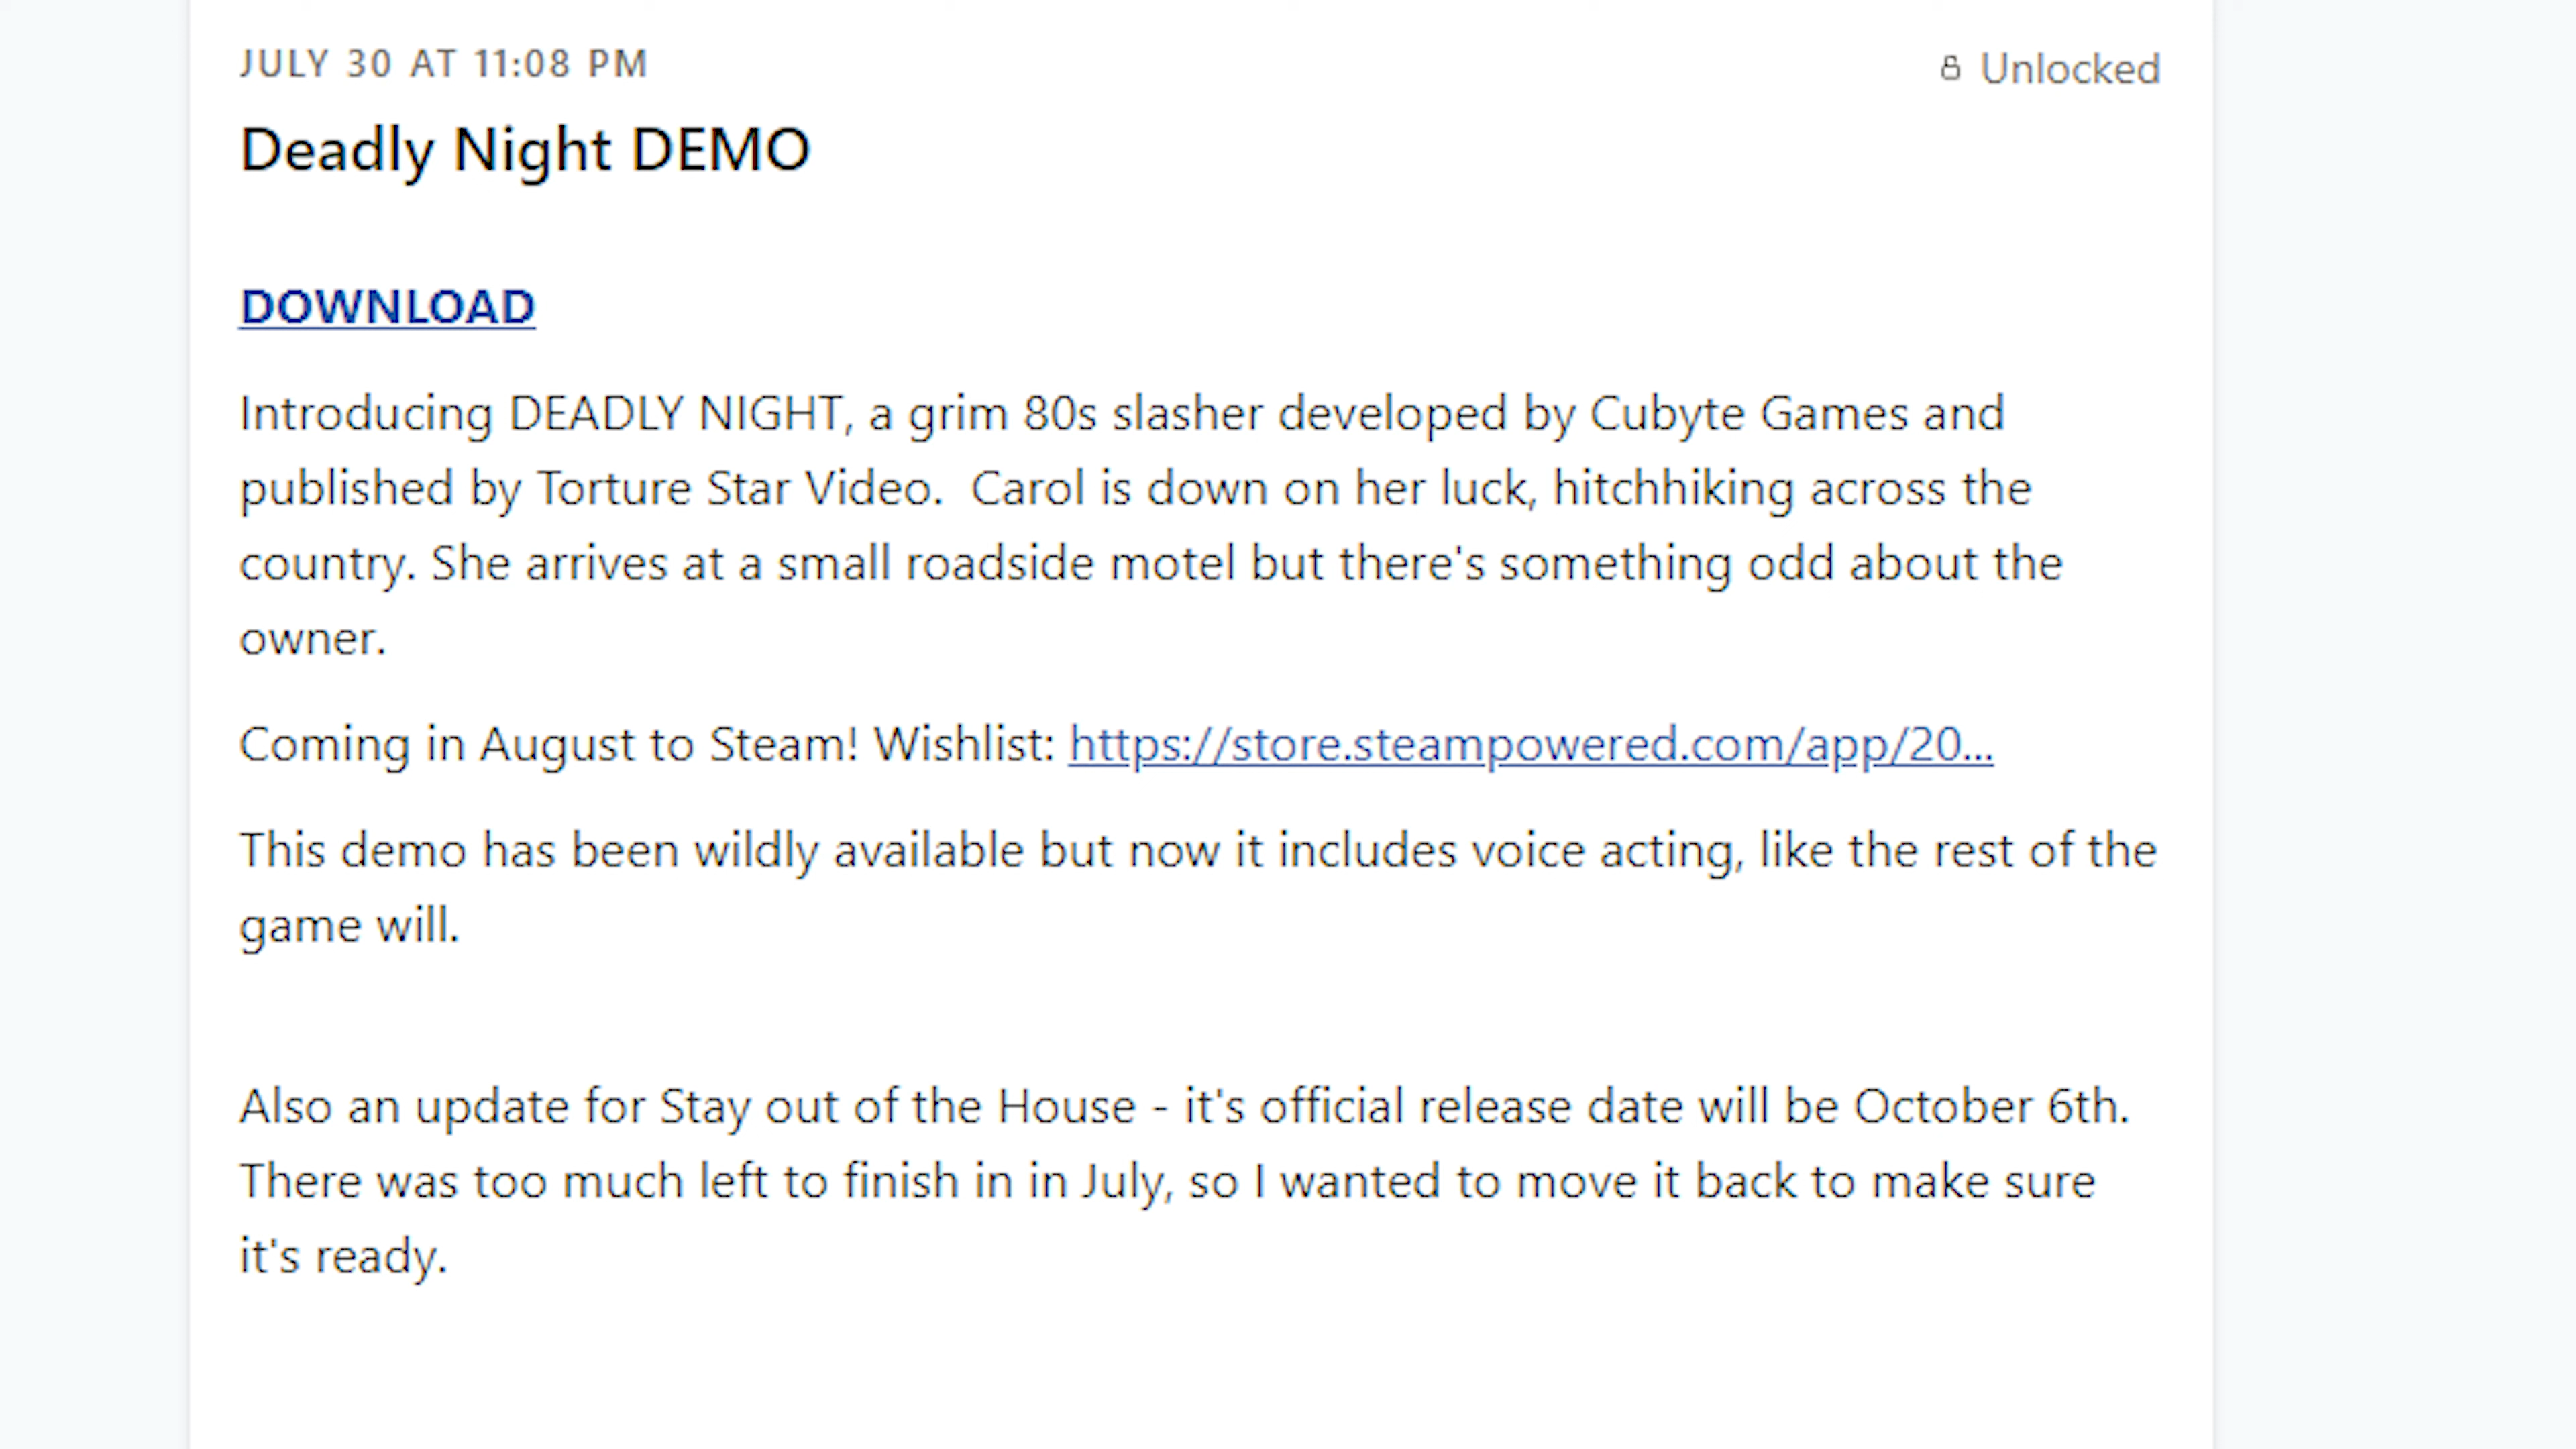 JULY 30 AT 11:08 PM
Unlocked
Deadly Night DEMO
DOWNLOAD
Introducing DEADLY NIGHT, a grim 80s slasher developed by Cubyte Games and
published by Torture Star Video.  Carol is down on her luck, hitchhiking across the
country. She arrives at a small roadside motel but there's something odd about the
owner.
Coming in August to Steam! Wishlist: https://store.steampowered.com/app/20...
This demo has been wildly available but now it includes voice acting, like the rest of the
game will.
Also an update for Stay out of the House - it's official release date will be October 6th.
There was too much left to finish in in July, so I wanted to move it back to make sure
it's ready.